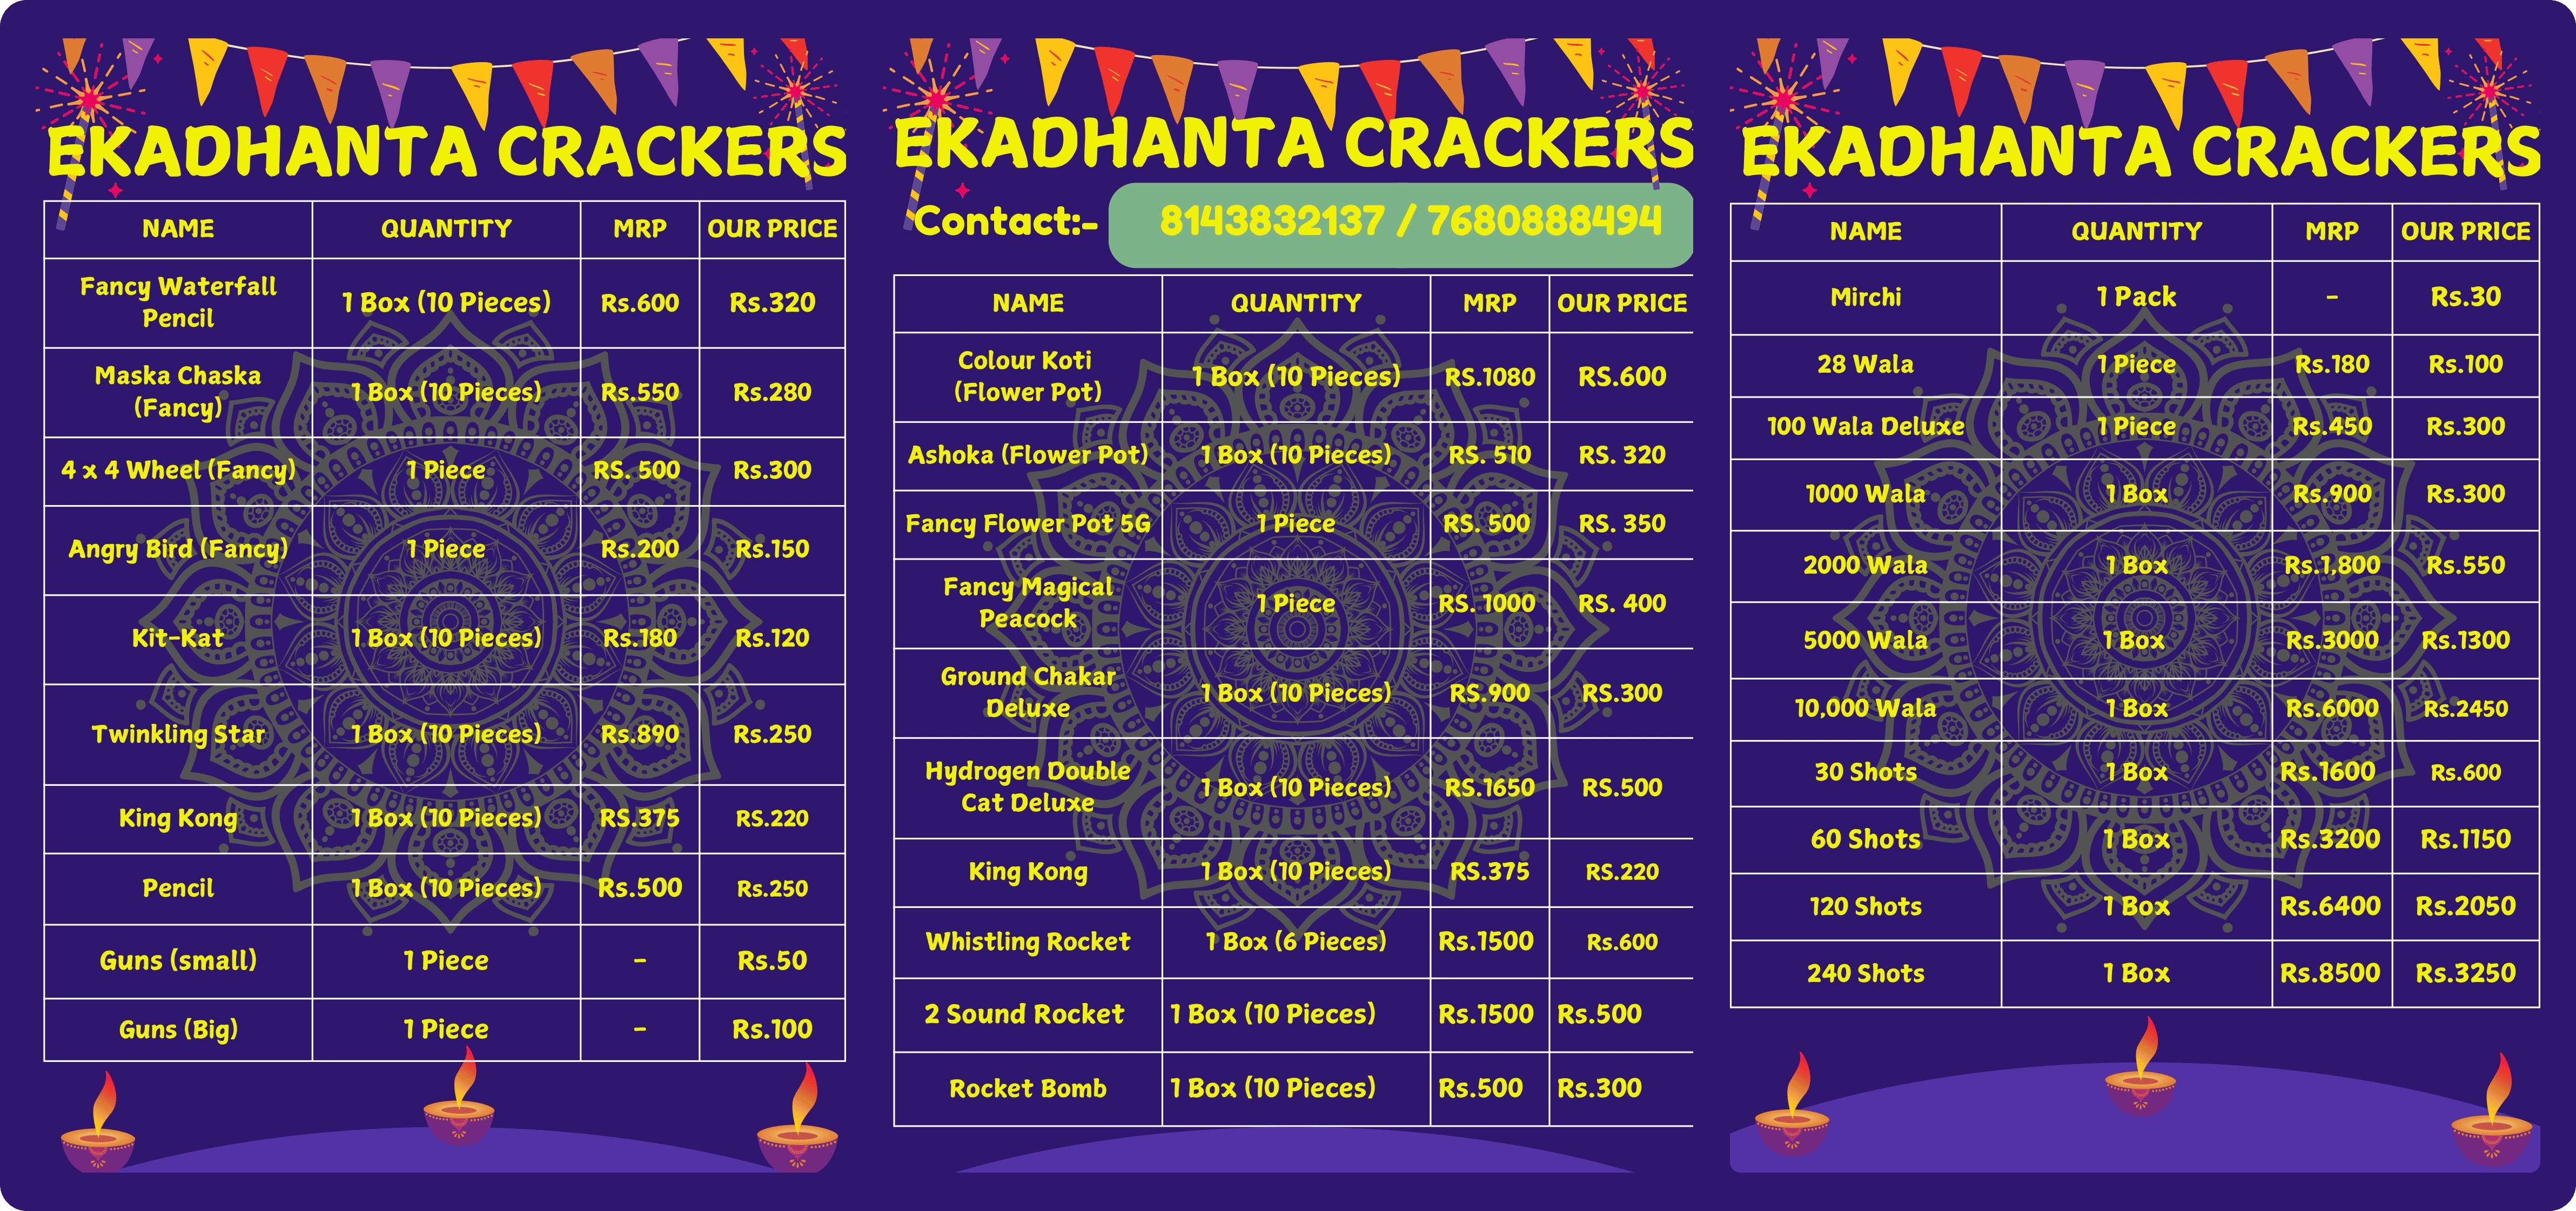 EKADHANTA CRACKERS
NAME QUANTITY MRP OUR PRICE
Fancy Waterfall
Pencil 1 Box (10 Pieces) Rs.600 Rs.320
Maska Chaska
(Fancy) 1 Box (10 Pieces) Rs.550 Rs.280
4 x 4 Wheel (Fancy) 1 Piece RS. 500 Rs.300
Angry Bird (Fancy) 1 Piece Rs.200 Rs.150
Kit-Kat 1 Box (10 Pieces) Rs.180 Rs.120
Twinkling Star 1 Box (10 Pieces) Rs.890 Rs.250
King Kong 1 Box (10 Pieces) RS.375 RS.220
Pencil 1 Box (10 Pieces) Rs.500 Rs.250
Guns (small) 1 Piece - Rs.50
Guns (Big) 1 Piece - Rs.100
EKADHANTA CRACKERS
Contact:- 8143832137 / 7680888494
NAME QUANTITY MRP OUR PRICE
Colour Koti
(Flower Pot) 1 Box (10 Pieces) RS.1080 RS.600
Ashoka (Flower Pot) 1 Box (10 Pieces) RS. 510 RS. 320
Fancy Flower Pot 5G 1 Piece RS. 500 RS. 350
Fancy Magical
Peacock 1 Piece RS. 1000 RS. 400
Ground Chakar
Deluxe 1 Box (10 Pieces) RS.900 RS.300
Hydrogen Double
Cat Deluxe 1 Box (10 Pieces) RS.1650 RS.500
King Kong 1 Box (10 Pieces) RS.375 RS.220
Whistling Rocket 1 Box (6 Pieces) Rs.1500 Rs.600
2 Sound Rocket 1 Box (10 Pieces) Rs.1500 Rs.500
Rocket Bomb 1 Box (10 Pieces) Rs.500 Rs.300
EKADHANTA CRACKERS
NAME QUANTITY MRP OUR PRICE
Mirchi 1 Pack - Rs.30
28 Wala 1 Piece Rs.180 Rs.100
100 Wala Deluxe 1 Piece Rs.450 Rs.300
1000 Wala 1 Box Rs.900 Rs.300
2000 Wala 1 Box Rs.1,800 Rs.550
5000 Wala 1 Box Rs.3000 Rs.1300
10,000 Wala 1 Box Rs.6000 Rs.2450
30 Shots 1 Box Rs.1600 Rs.600
60 Shots 1 Box Rs.3200 Rs.1150
120 Shots 1 Box Rs.6400 Rs.2050
240 Shots 1 Box Rs.8500 Rs.3250